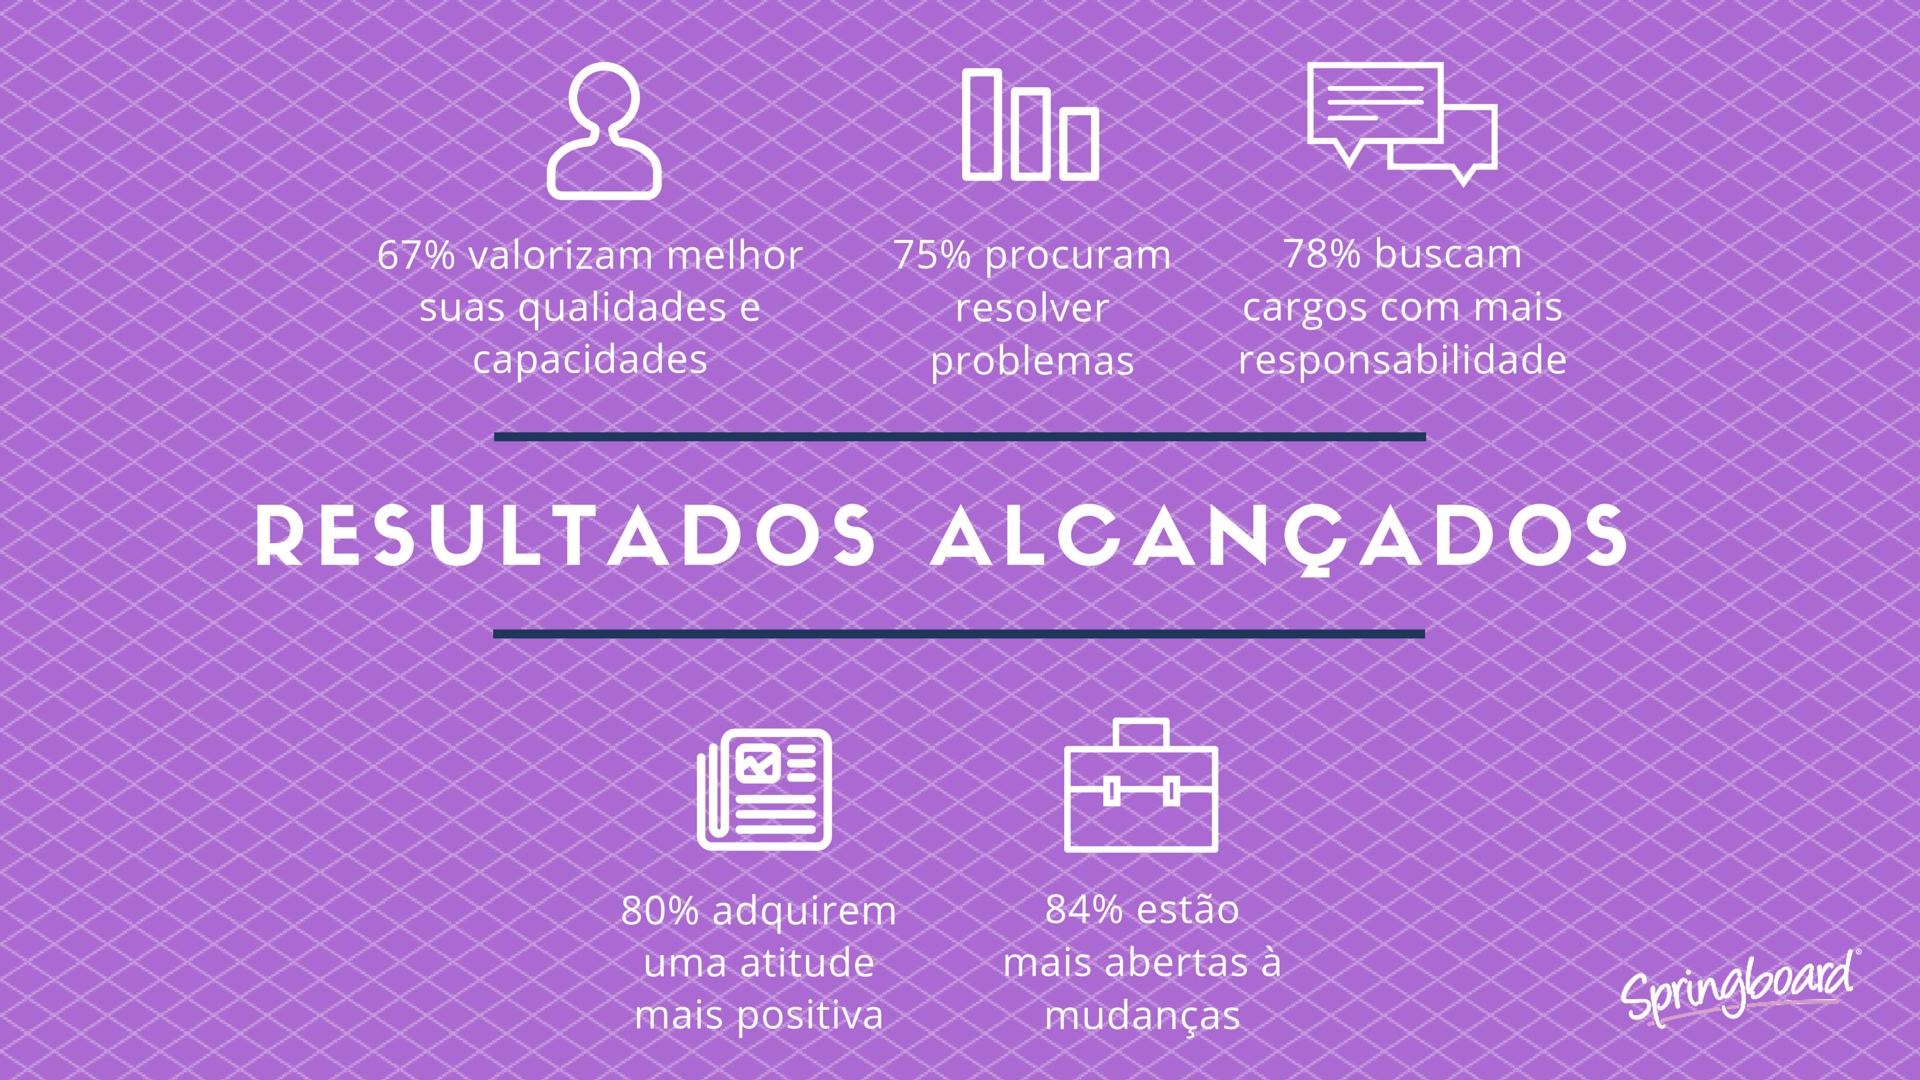 67% valorizam melhor
suas qualidades e
capacidades
75% procuram
resolver
problemas
78% buscam
cargos com mais
responsabilidade
RESULTADOS ALCANÇADOS
80% adquirem
uma atitude
mais positiva
84% estão
mais abertas à
mudanças
Springboard®